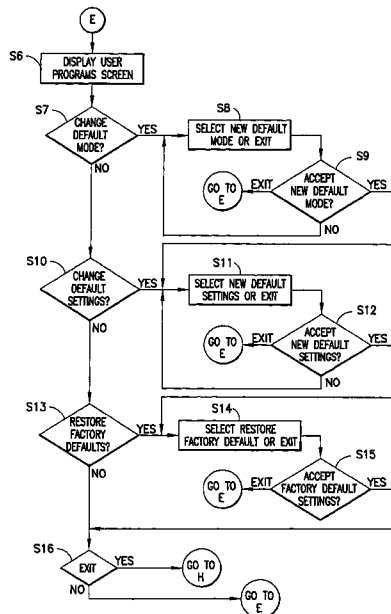 E
S6
DISPLAY USER
PROGRAMS SCREEN
S7
CHANGE
DEFAULT
MODE?
YES
NO
S8
SELECT NEW DEFAULT
MODE OR EXIT
S9
ACCEPT
NEW DEFAULT
MODE?
EXIT
YES
NO
GO TO
E
S10
CHANGE
DEFAULT
SETTINGS?
YES
NO
S11
SELECT NEW DEFAULT
SETTINGS OR EXIT
S12
ACCEPT
NEW DEFAULT
SETTINGS?
EXIT
YES
NO
GO TO
E
S13
RESTORE
FACTORY
DEFAULTS?
YES
NO
S14
SELECT RESTORE
FACTORY DEFAULT OR EXIT
S15
ACCEPT
FACTORY DEFAULT
SETTINGS?
EXIT
YES
GO TO
E
S16
EXIT
YES
NO
GO TO
H
GO TO
E